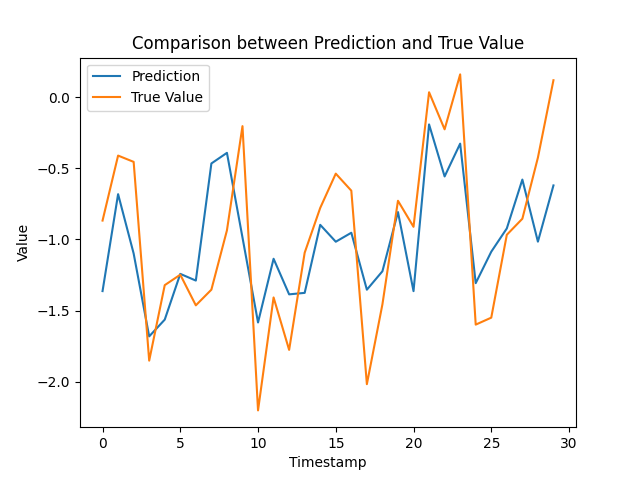 Comparison between Prediction and True Value
Prediction
True Value
0.0
−0.5
−1.0
−1.5
−2.0
Value
0 5 10 15 20 25 30
Timestamp